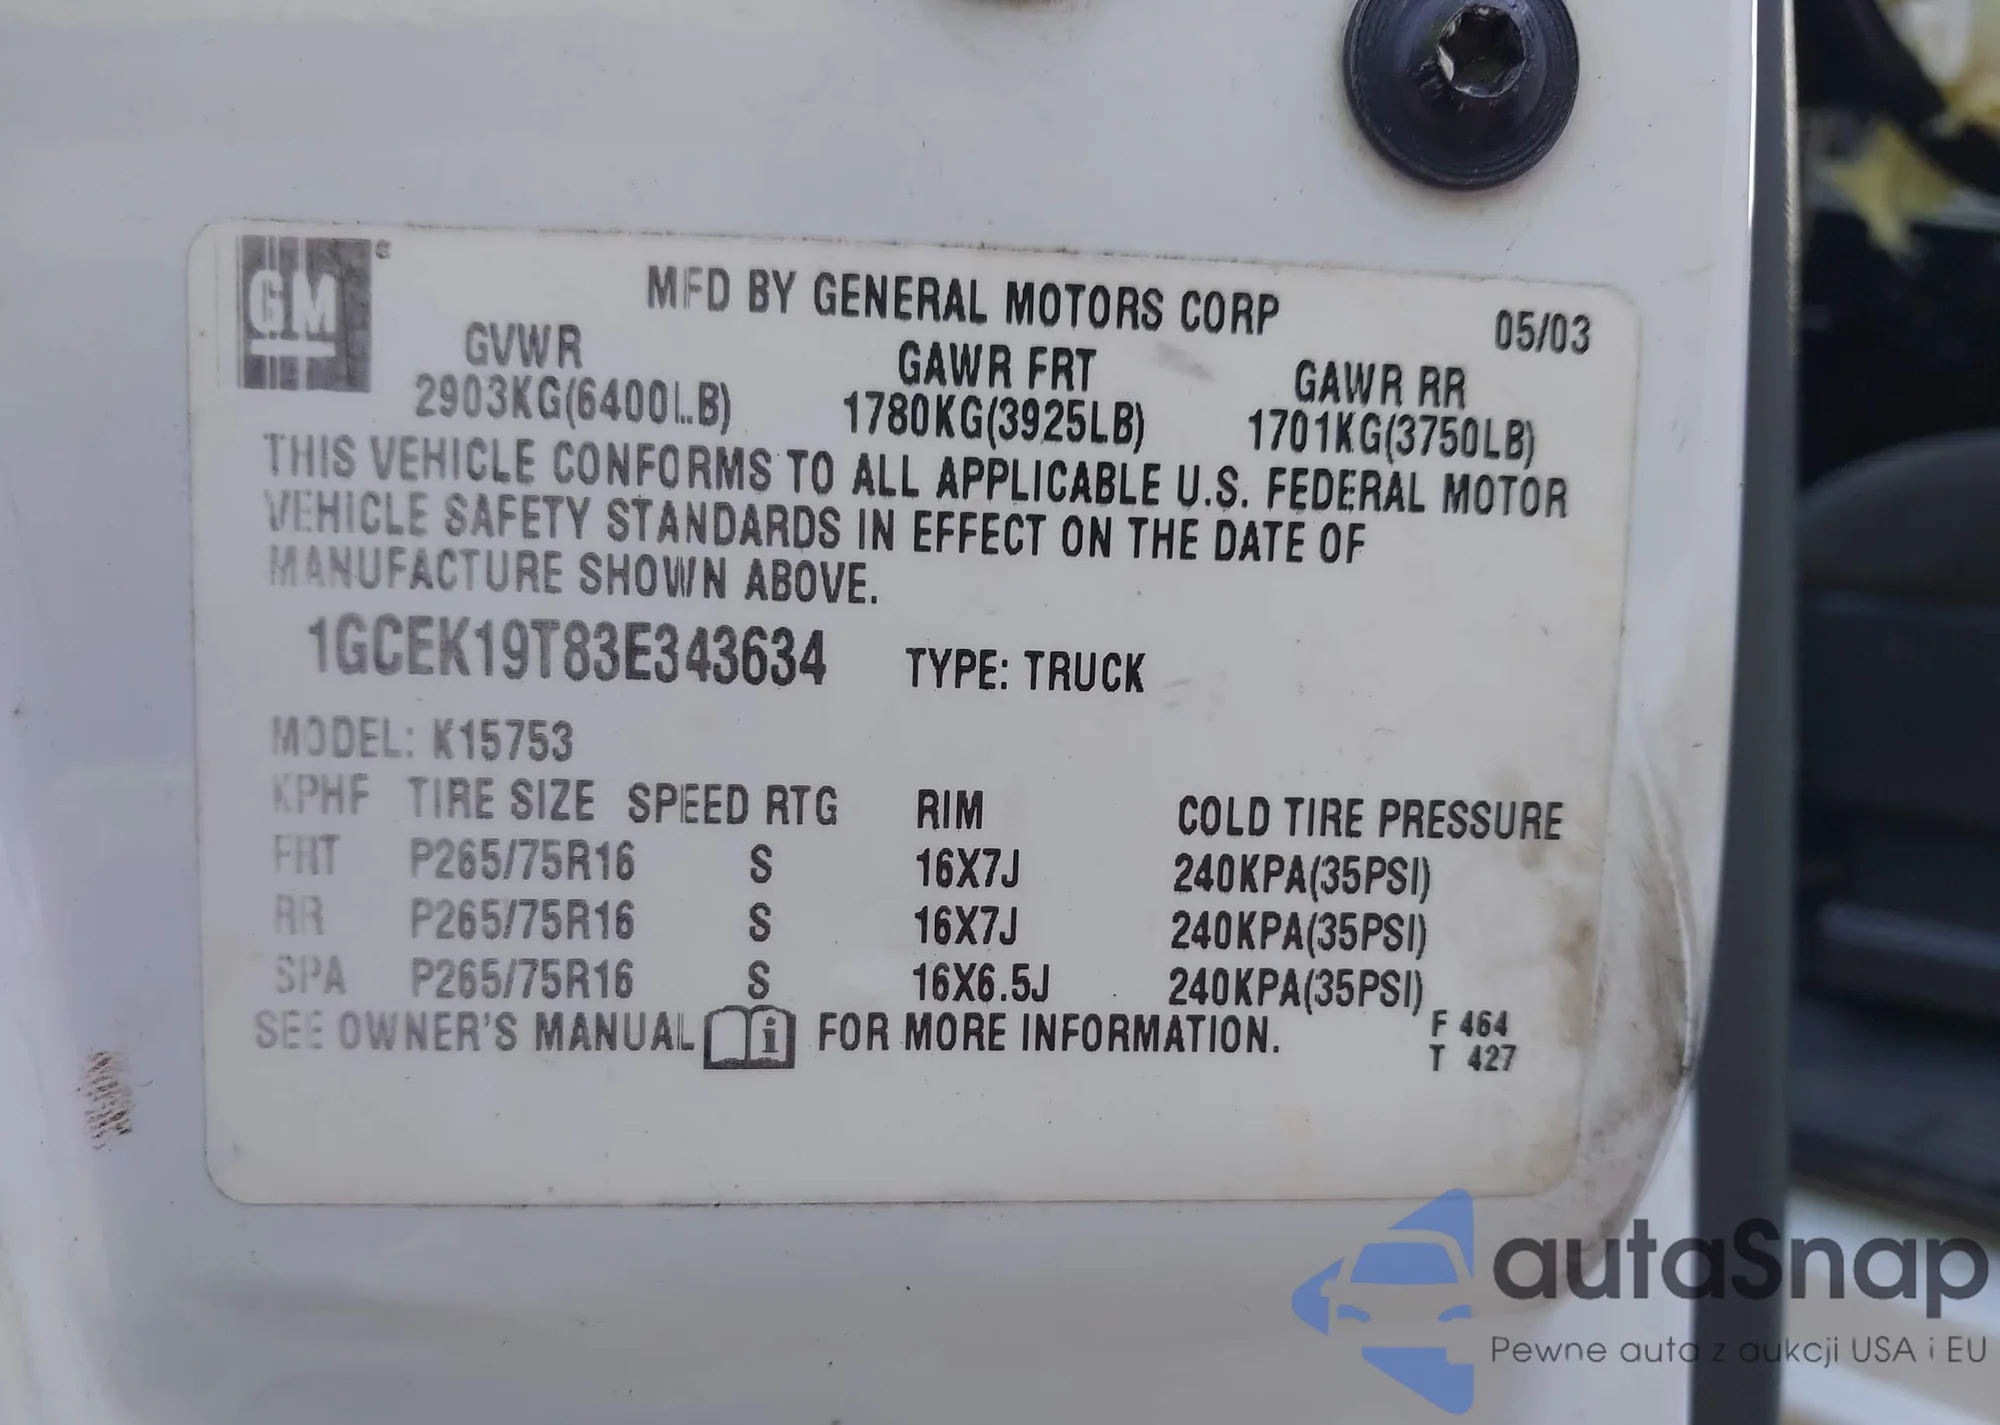 GM®
MFD BY GENERAL MOTORS CORP 05/03
GVWR GAWR FRT GAWR RR
2903KG(6400LB) 1780KG(3925LB) 1701KG(3750LB)
THIS VEHICLE CONFORMS TO ALL APPLICABLE U.S. FEDERAL MOTOR
VEHICLE SAFETY STANDARDS IN EFFECT ON THE DATE OF
MANUFACTURE SHOWN ABOVE.
1GCEK19T83E343634 TYPE: TRUCK
MODEL: K15753
KPHF TIRE SIZE SPEED RTG RIM COLD TIRE PRESSURE
FRT P265/75R16 S 16X7J 240KPA(35PSI)
RR P265/75R16 S 16X7J 240KPA(35PSI)
SPA P265/75R16 S 16X6.5J 240KPA(35PSI)
SEE OWNER'S MANUAL i FOR MORE INFORMATION.
F 464
T 427
autaSnap
Pewne auta z aukcji USA i EU